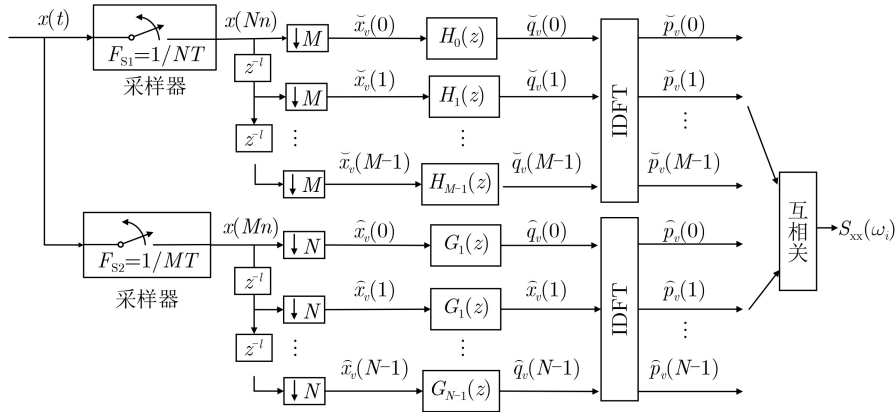 x(t)
x(Nn)
F_S1=1/NT
采样器
↓M x̆_v(0) H_0(z) q̆_v(0) p̆_v(0)
z^-l
↓M x̆_v(1) H_1(z) q̆_v(1) p̆_v(1)
z^-l
⋮ ⋮ ⋮
↓M x̆_v(M-1) H_M-1(z) q̆_v(M-1) p̆_v(M-1)
IDFT
x(Mn)
F_S2=1/MT
采样器
↓N x̂_v(0) G_1(z) q̂_v(0) p̂_v(0)
z^-l
↓N x̂_v(1) G_1(z) x̂_v(1) p̂_v(1)
z^-l
⋮ ⋮ ⋮
↓N x̂_v(N-1) G_N-1(z) q̂_v(N-1) p̂_v(N-1)
IDFT
互相关
S_xx(ω_i)